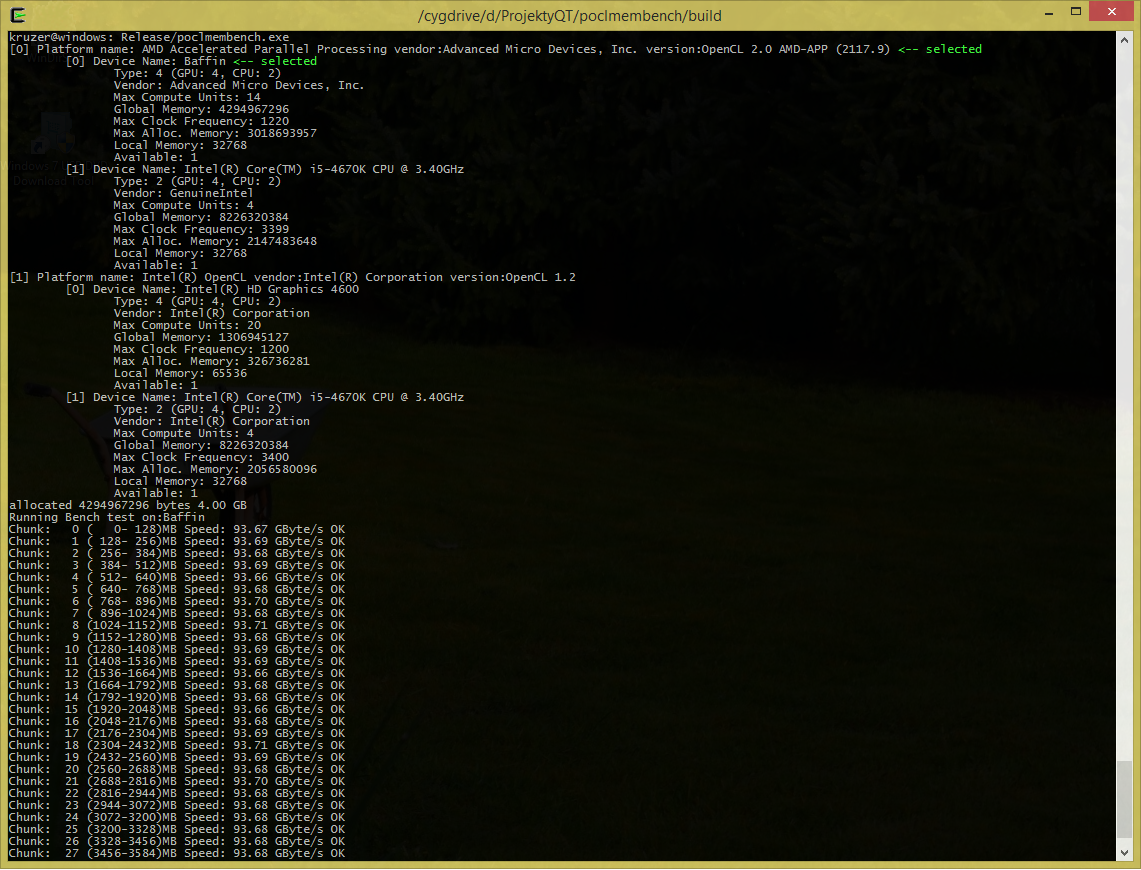 /cygdrive/d/ProjektyQT/poclmembench/build
kruzer@windows: Release/poclmembench.exe
[0] Platform name: AMD Accelerated Parallel Processing vendor:Advanced Micro Devices, Inc. version:OpenCL 2.0 AMD-APP (2117.9) <-- selected
[0] Device Name: Baffin <-- selected
Type: 4 (GPU: 4, CPU: 2)
Vendor: Advanced Micro Devices, Inc.
Max Compute Units: 14
Global Memory: 4294967296
Max Clock Frequency: 1220
Max Alloc. Memory: 3018693957
Local Memory: 32768
Available: 1
[1] Device Name: Intel(R) Core(TM) i5-4670K CPU @ 3.40GHz
Type: 2 (GPU: 4, CPU: 2)
Vendor: GenuineIntel
Max Compute Units: 4
Global Memory: 8226320384
Max Clock Frequency: 3399
Max Alloc. Memory: 2147483648
Local Memory: 32768
Available: 1
[1] Platform name: Intel(R) OpenCL vendor:Intel(R) Corporation version:OpenCL 1.2
[0] Device Name: Intel(R) HD Graphics 4600
Type: 4 (GPU: 4, CPU: 2)
Vendor: Intel(R) Corporation
Max Compute Units: 20
Global Memory: 1306945127
Max Clock Frequency: 1200
Max Alloc. Memory: 326736281
Local Memory: 65536
Available: 1
[1] Device Name: Intel(R) Core(TM) i5-4670K CPU @ 3.40GHz
Type: 2 (GPU: 4, CPU: 2)
Vendor: Intel(R) Corporation
Max Compute Units: 4
Global Memory: 8226320384
Max Clock Frequency: 3400
Max Alloc. Memory: 2056580096
Local Memory: 32768
Available: 1
allocated 4294967296 bytes 4.00 GB
Running Bench test on:Baffin
Chunk:   0 (   0- 128)MB Speed: 93.67 GByte/s OK
Chunk:   1 ( 128- 256)MB Speed: 93.69 GByte/s OK
Chunk:   2 ( 256- 384)MB Speed: 93.68 GByte/s OK
Chunk:   3 ( 384- 512)MB Speed: 93.69 GByte/s OK
Chunk:   4 ( 512- 640)MB Speed: 93.66 GByte/s OK
Chunk:   5 ( 640- 768)MB Speed: 93.68 GByte/s OK
Chunk:   6 ( 768- 896)MB Speed: 93.70 GByte/s OK
Chunk:   7 ( 896-1024)MB Speed: 93.68 GByte/s OK
Chunk:   8 (1024-1152)MB Speed: 93.71 GByte/s OK
Chunk:   9 (1152-1280)MB Speed: 93.68 GByte/s OK
Chunk:  10 (1280-1408)MB Speed: 93.69 GByte/s OK
Chunk:  11 (1408-1536)MB Speed: 93.69 GByte/s OK
Chunk:  12 (1536-1664)MB Speed: 93.66 GByte/s OK
Chunk:  13 (1664-1792)MB Speed: 93.68 GByte/s OK
Chunk:  14 (1792-1920)MB Speed: 93.68 GByte/s OK
Chunk:  15 (1920-2048)MB Speed: 93.66 GByte/s OK
Chunk:  16 (2048-2176)MB Speed: 93.68 GByte/s OK
Chunk:  17 (2176-2304)MB Speed: 93.69 GByte/s OK
Chunk:  18 (2304-2432)MB Speed: 93.71 GByte/s OK
Chunk:  19 (2432-2560)MB Speed: 93.69 GByte/s OK
Chunk:  20 (2560-2688)MB Speed: 93.68 GByte/s OK
Chunk:  21 (2688-2816)MB Speed: 93.70 GByte/s OK
Chunk:  22 (2816-2944)MB Speed: 93.68 GByte/s OK
Chunk:  23 (2944-3072)MB Speed: 93.68 GByte/s OK
Chunk:  24 (3072-3200)MB Speed: 93.68 GByte/s OK
Chunk:  25 (3200-3328)MB Speed: 93.68 GByte/s OK
Chunk:  26 (3328-3456)MB Speed: 93.68 GByte/s OK
Chunk:  27 (3456-3584)MB Speed: 93.68 GByte/s OK